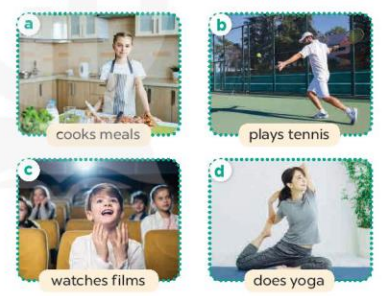 a
cooks meals
b
plays tennis
c
watches films
d
does yoga